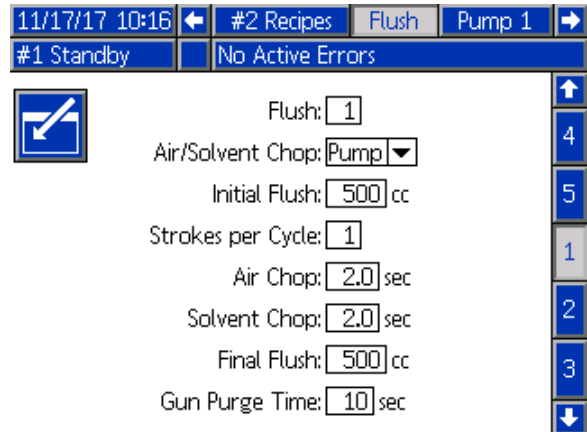 11/17/17 10:16 #2 Recipes Flush Pump 1
#1 Standby No Active Errors
Flush: 1
Air/Solvent Chop: Pump
Initial Flush: 500 cc
Strokes per Cycle: 1
Air Chop: 2.0 sec
Solvent Chop: 2.0 sec
Final Flush: 500 cc
Gun Purge Time: 10 sec
4
5
1
2
3